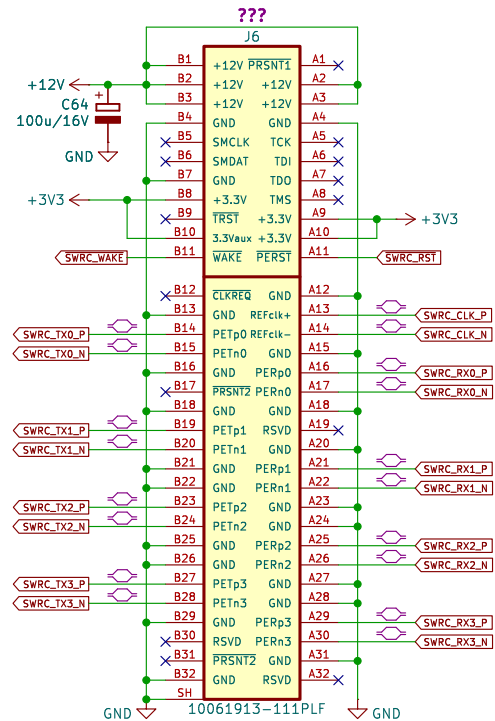 ???
J6
B1 +12V PRSNT1 A1
+12V B2 +12V +12V A2
B3 +12V +12V A3
C64 + B4 GND GND A4
100u/16V B5 SMCLK TCK A5
GND B6 SMDAT TDI A6
B7 GND TDO A7
+3V3 B8 +3.3V TMS A8
B9 TRST +3.3V A9 +3V3
B10 3.3Vaux +3.3V A10
SWRC_WAKE B11 WAKE PERST A11 SWRC_RST
B12 CLKREQ GND A12
B13 GND REFclk+ A13 SWRC_CLK_P
SWRC_TX0_P B14 PETp0 REFclk- A14 SWRC_CLK_N
SWRC_TX0_N B15 PETn0 GND A15
B16 GND PERp0 A16 SWRC_RX0_P
B17 PRSNT2 PERn0 A17 SWRC_RX0_N
B18 GND GND A18
SWRC_TX1_P B19 PETp1 RSVD A19
SWRC_TX1_N B20 PETn1 GND A20
B21 GND PERp1 A21 SWRC_RX1_P
B22 GND PERn1 A22 SWRC_RX1_N
SWRC_TX2_P B23 PETp2 GND A23
SWRC_TX2_N B24 PETn2 GND A24
B25 GND PERp2 A25 SWRC_RX2_P
B26 GND PERn2 A26 SWRC_RX2_N
SWRC_TX3_P B27 PETp3 GND A27
SWRC_TX3_N B28 PETn3 GND A28
B29 GND PERp3 A29 SWRC_RX3_P
B30 RSVD PERn3 A30 SWRC_RX3_N
B31 PRSNT2 GND A31
B32 GND RSVD A32
SH
GND 10061913-111PLF GND